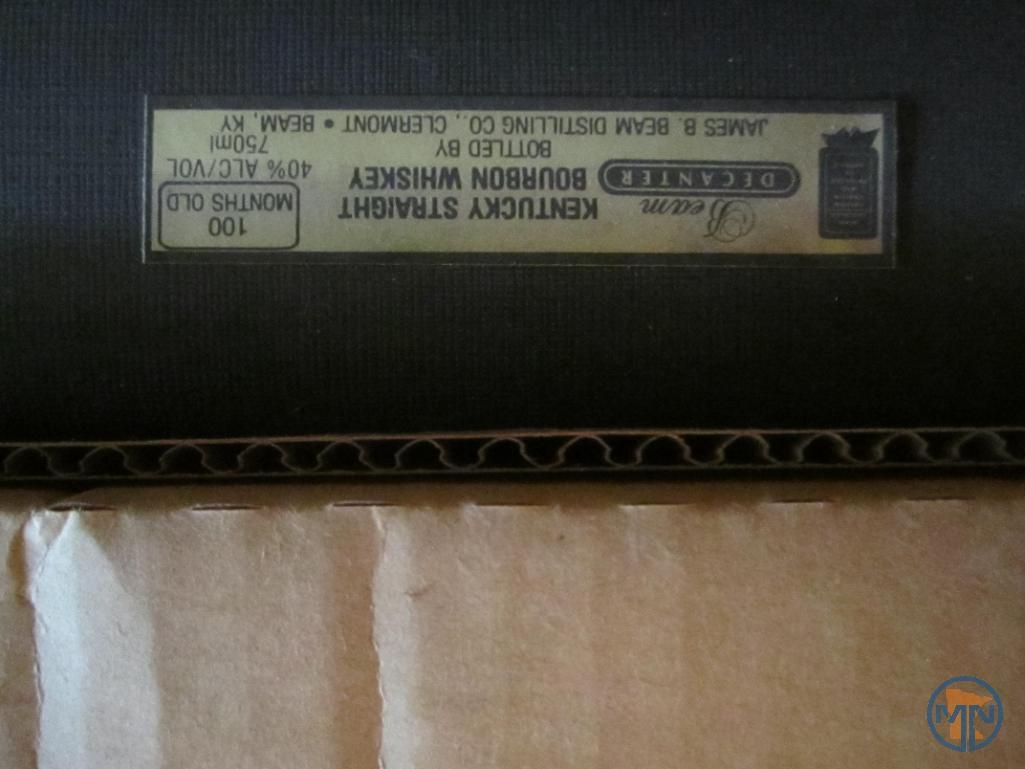 Beam
DECANTER
KENTUCKY STRAIGHT
BOURBON WHISKEY
BOTTLED BY
JAMES B. BEAM DISTILLING CO., CLERMONT • BEAM, KY
100
MONTHS OLD
40% ALC/VOL
750ml
MN